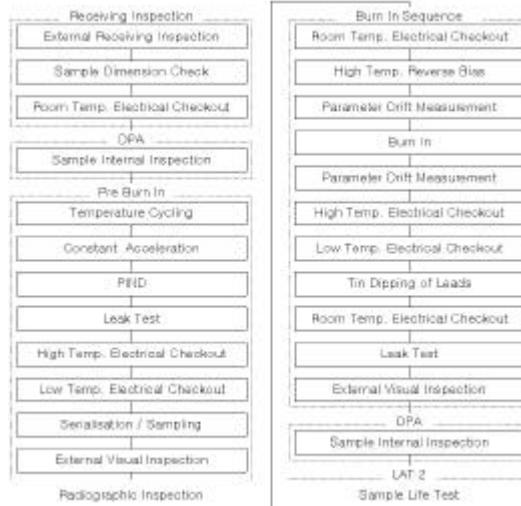 Receiving Inspection
External Receiving Inspection
Sample Dimension Check
Room Temp. Electrical Checkout
DPA
Sample Internal Inspection
Pre Burn In
Temperature Cycling
Constant Acceleration
PIND
Leak Test
High Temp. Electrical Checkout
Low Temp. Electrical Checkout
Serialisation / Sampling
External Visual Inspection
Radiographic Inspection
Burn In Sequence
Room Temp. Electrical Checkout
High Temp. Reverse Bias
Parameter Drift Measurement
Burn In
Parameter Drift Measurement
High Temp. Electrical Checkout
Low Temp. Electrical Checkout
Tin Dipping of Leads
Room Temp. Electrical Checkout
Leak Test
External Visual Inspection
DPA
Sample Internal Inspection
LAT 2
Sample Life Test